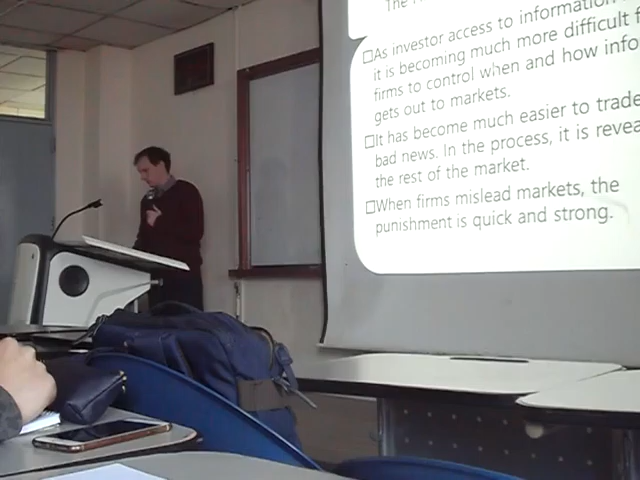 The
□As investor access to information
it is becoming much more difficult f
firms to control when and how info
gets out to markets.
□It has become much easier to trade
bad news. In the process, it is revea
the rest of the market.
□When firms mislead markets, the
punishment is quick and strong.